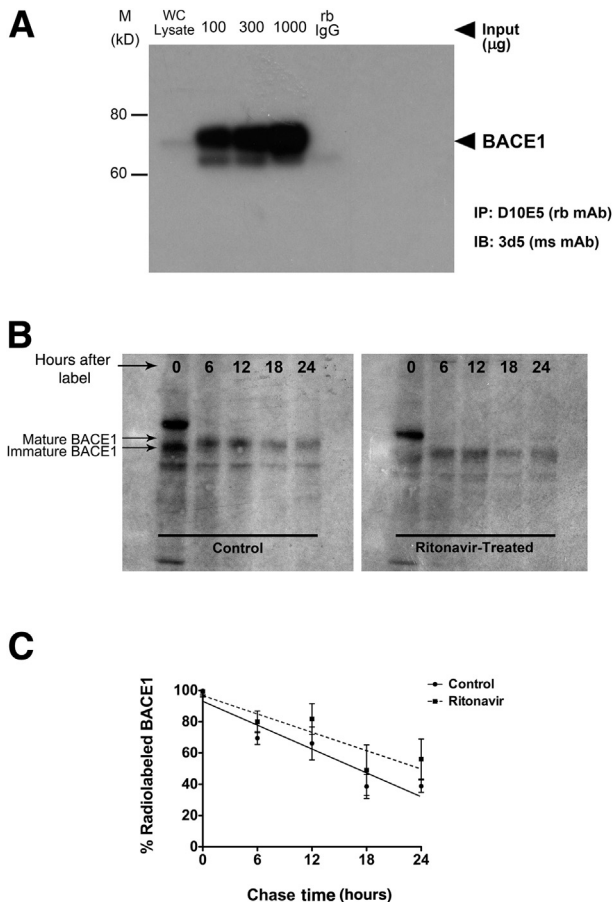 A
M
(kD)
WC
Lysate
100
300
1000
rb
IgG
Input
(µg)
80
60
BACE1
IP: D10E5 (rb mAb)
IB: 3d5 (ms mAb)
B
Hours after
label
0 6 12 18 24
0 6 12 18 24
Mature BACE1
Immature BACE1
Control
Ritonavir-Treated
C
Control
Ritonavir
% Radiolabeled BACE1
100
80
60
40
20
0
0 6 12 18 24
Chase time (hours)